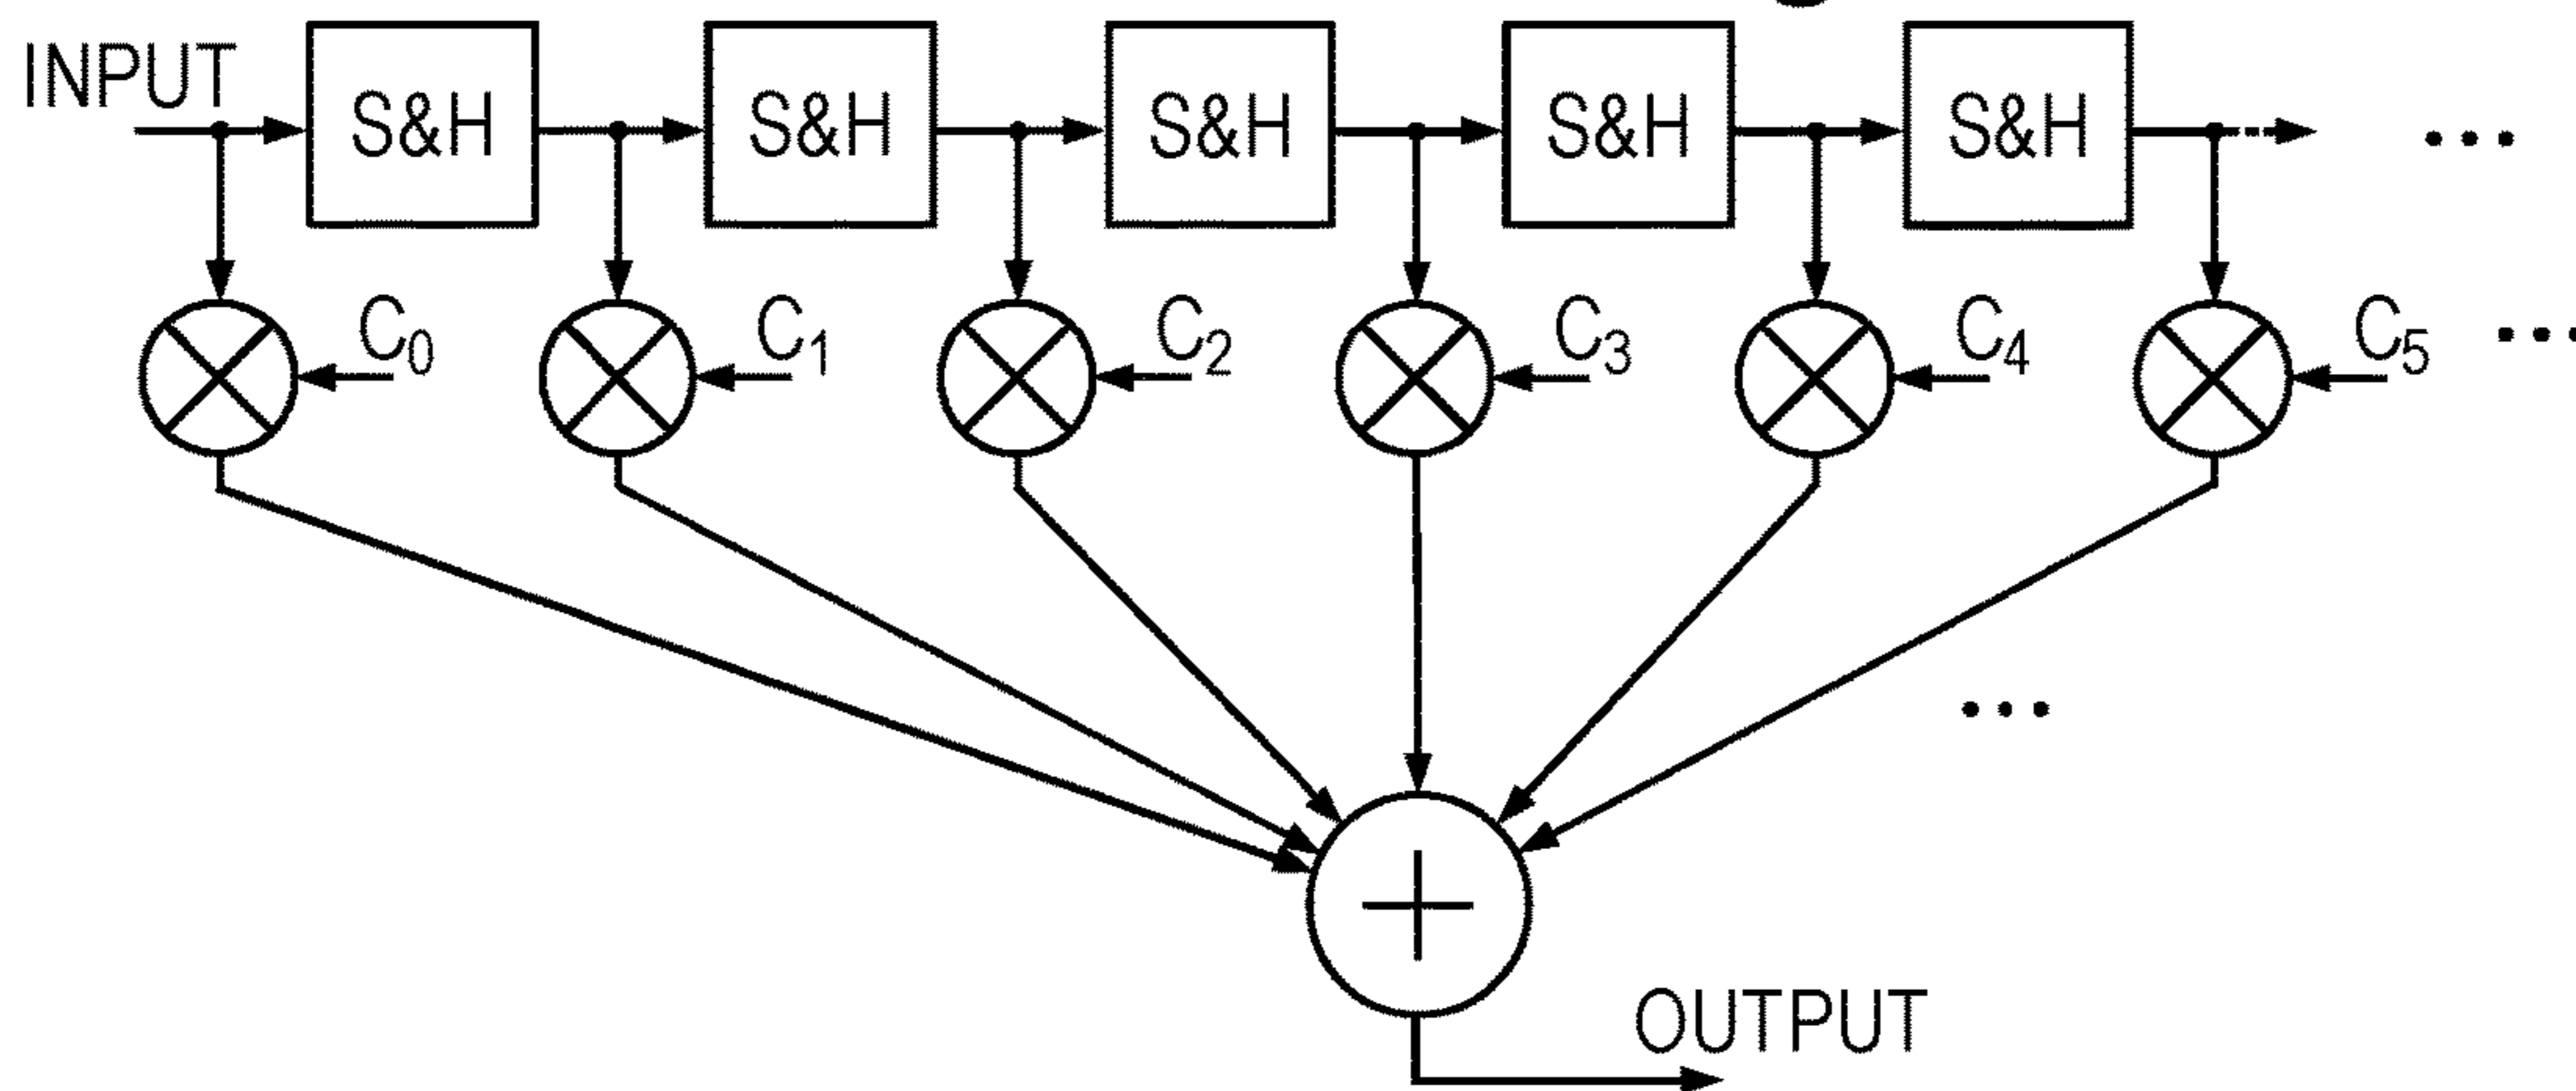 INPUT
S&H S&H S&H S&H S&H ...
C0 C1 C2 C3 C4 C5 ...
...
+
OUTPUT